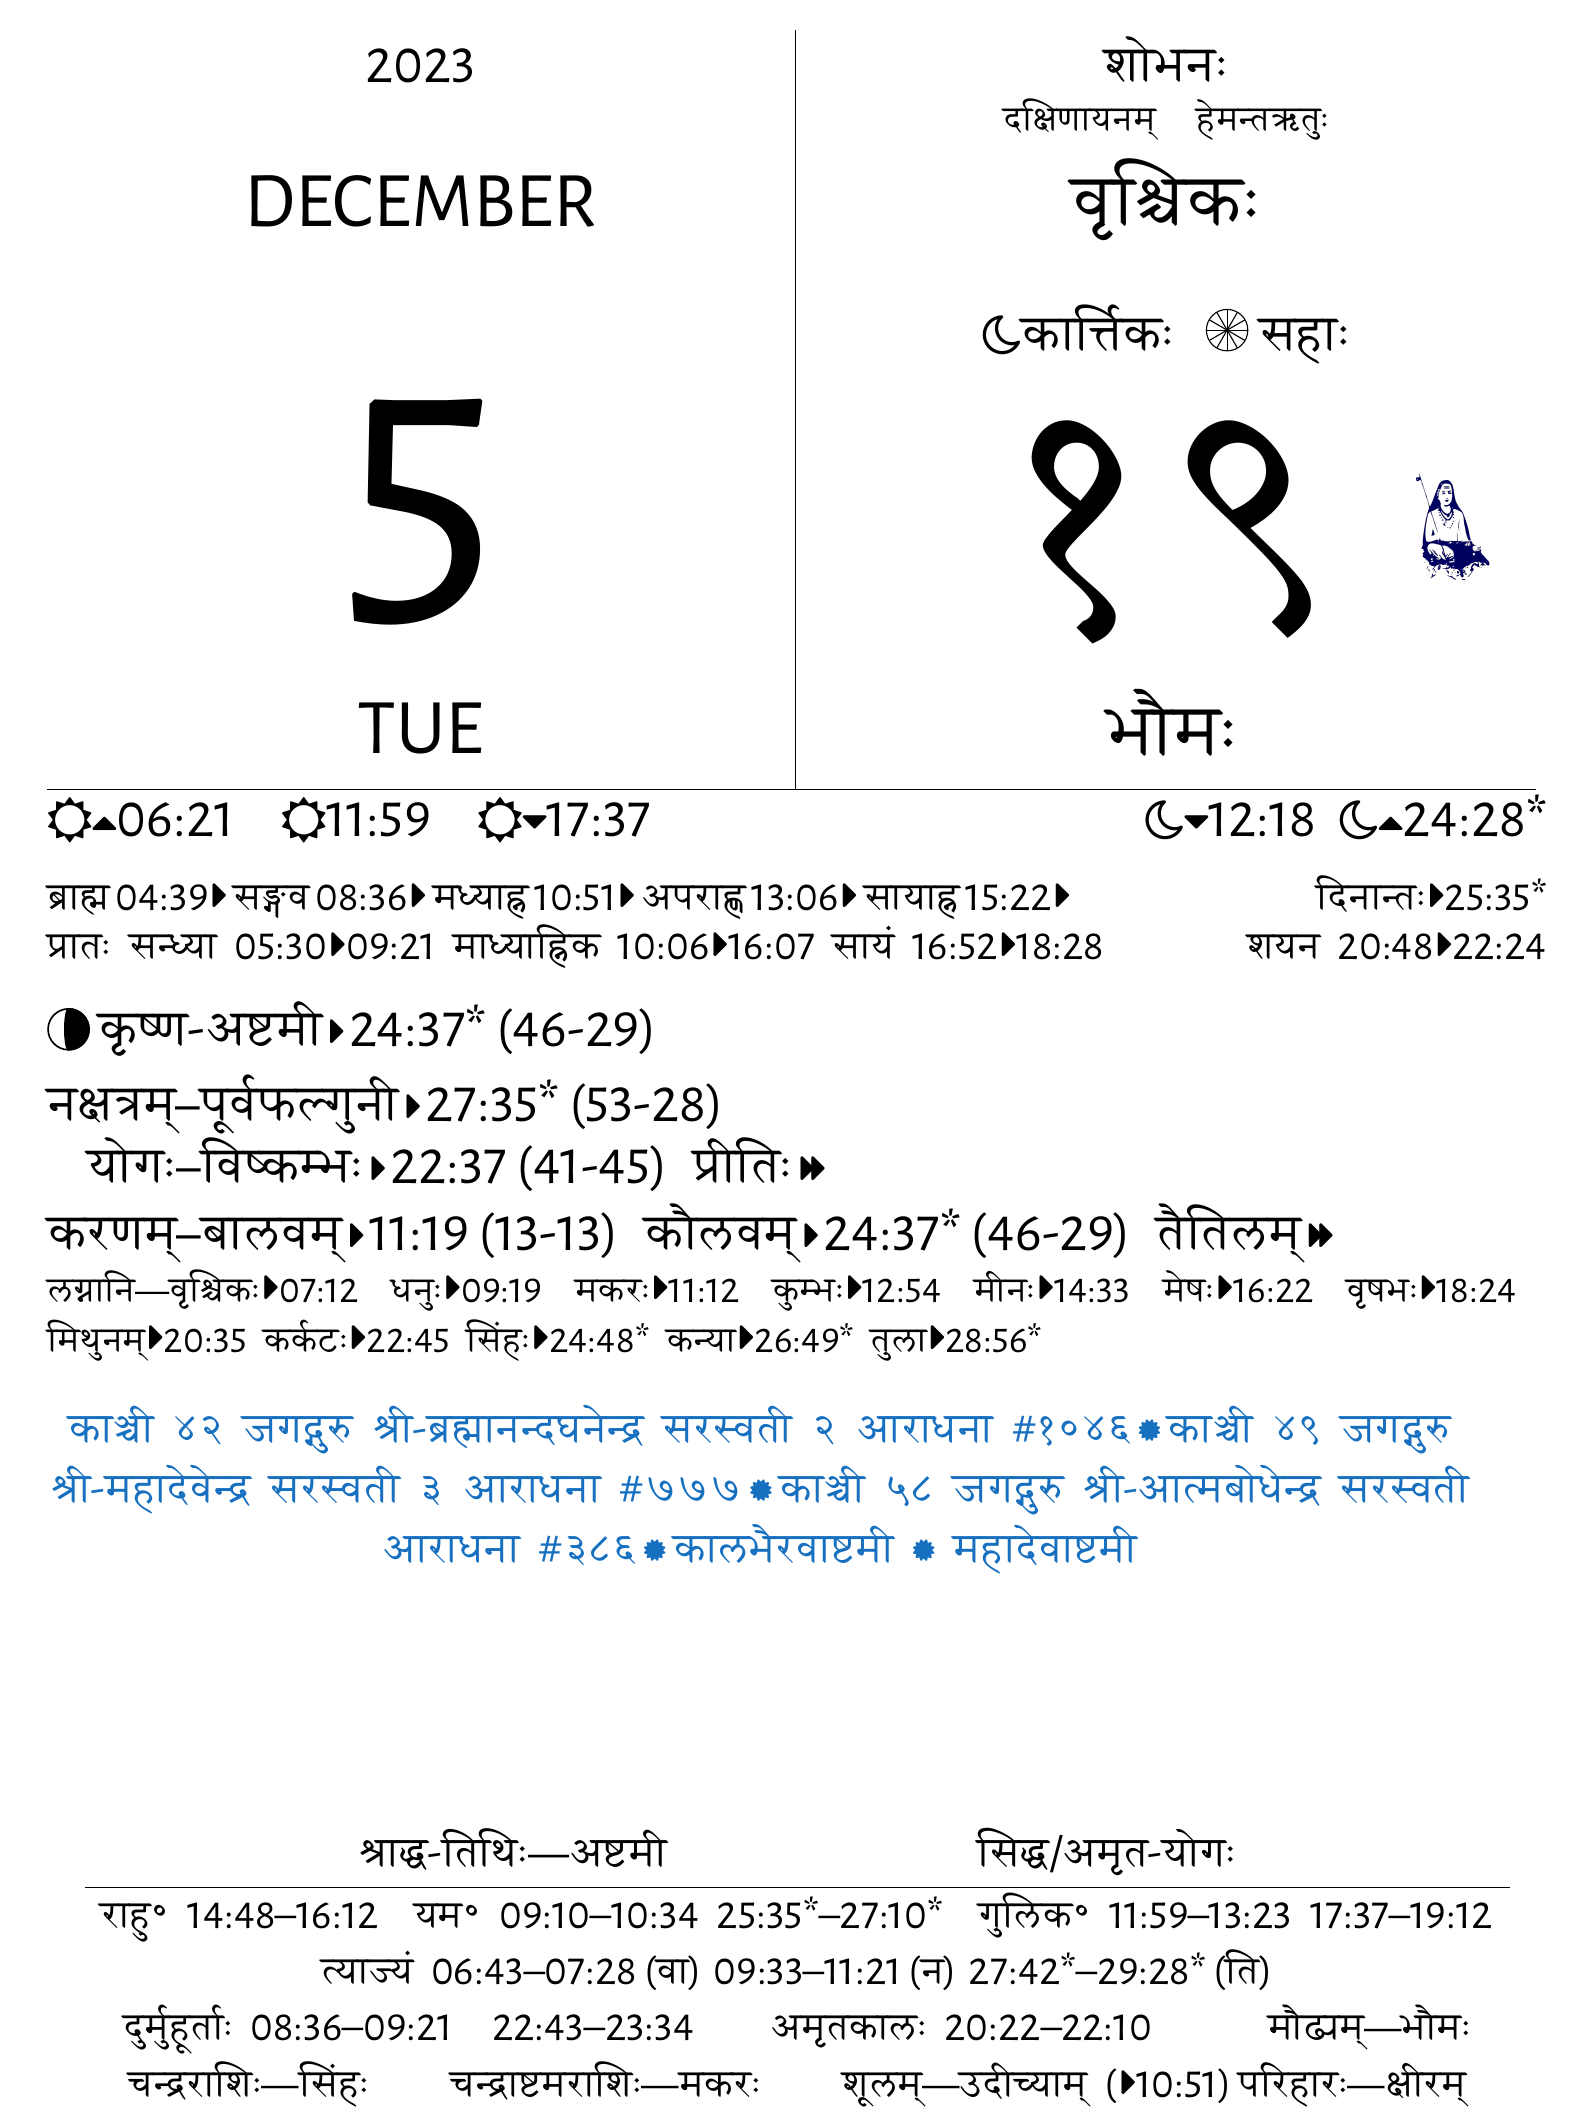 2023
DECEMBER
5
TUE
शोभनः
दक्षिणायनम् हेमन्तऋतुः
वृश्चिकः
कार्त्तिकः सहाः
१९
भौमः
06:21 11:59 17:37 12:18 24:28*
ब्राह्म 04:39 सङ्गव 08:36 मध्याह्न 10:51 अपराह्ण 13:06 सायाह्न 15:22 दिनान्तः 25:35*
प्रातः सन्ध्या 05:30 09:21 माध्याह्निक 10:06 16:07 सायं 16:52 18:28 शयन 20:48 22:24
कृष्ण-अष्टमी 24:37* (46-29)
नक्षत्रम्–पूर्वफल्गुनी 27:35* (53-28)
योगः–विष्कम्भः 22:37 (41-45) प्रीतिः
करणम्–बालवम् 11:19 (13-13) कौलवम् 24:37* (46-29) तैतिलम्
लग्नानि—वृश्चिकः 07:12 धनुः 09:19 मकरः 11:12 कुम्भः 12:54 मीनः 14:33 मेषः 16:22 वृषभः 18:24
मिथुनम् 20:35 कर्कटः 22:45 सिंहः 24:48* कन्या 26:49* तुला 28:56*
काञ्ची ४२ जगद्गुरु श्री-ब्रह्मानन्दघनेन्द्र सरस्वती २ आराधना #१०४६ काञ्ची ४९ जगद्गुरु
श्री-महादेवेन्द्र सरस्वती ३ आराधना #७७७ काञ्ची ५८ जगद्गुरु श्री-आत्मबोधेन्द्र सरस्वती
आराधना #३८६ कालभैरवाष्टमी महादेवाष्टमी
श्राद्ध-तिथिः—अष्टमी सिद्ध/अमृत-योगः
राहु॰ 14:48–16:12 यम॰ 09:10–10:34 25:35*–27:10* गुलिक॰ 11:59–13:23 17:37–19:12
त्याज्यं 06:43–07:28 (वा) 09:33–11:21 (न) 27:42*–29:28* (ति)
दुर्मुहूर्ताः 08:36–09:21 22:43–23:34 अमृतकालः 20:22–22:10 मौढ्यम्—भौमः
चन्द्रराशिः—सिंहः चन्द्राष्टमराशिः—मकरः शूलम्—उदीच्याम् (10:51) परिहारः—क्षीरम्